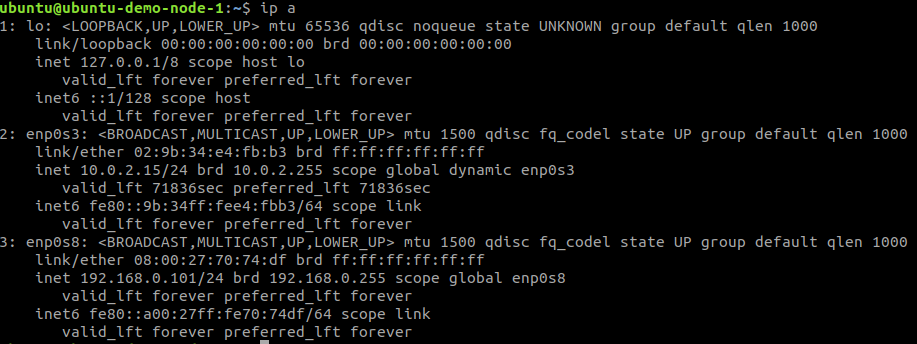 ubuntu@ubuntu-demo-node-1:~$ ip a
1: lo: <LOOPBACK,UP,LOWER_UP> mtu 65536 qdisc noqueue state UNKNOWN group default qlen 1000
    link/loopback 00:00:00:00:00:00 brd 00:00:00:00:00:00
    inet 127.0.0.1/8 scope host lo
       valid_lft forever preferred_lft forever
    inet6 ::1/128 scope host
       valid_lft forever preferred_lft forever
2: enp0s3: <BROADCAST,MULTICAST,UP,LOWER_UP> mtu 1500 qdisc fq_codel state UP group default qlen 1000
    link/ether 02:9b:34:e4:fb:b3 brd ff:ff:ff:ff:ff:ff
    inet 10.0.2.15/24 brd 10.0.2.255 scope global dynamic enp0s3
       valid_lft 71836sec preferred_lft 71836sec
    inet6 fe80::9b:34ff:fee4:fbb3/64 scope link
       valid_lft forever preferred_lft forever
3: enp0s8: <BROADCAST,MULTICAST,UP,LOWER_UP> mtu 1500 qdisc fq_codel state UP group default qlen 1000
    link/ether 08:00:27:70:74:df brd ff:ff:ff:ff:ff:ff
    inet 192.168.0.101/24 brd 192.168.0.255 scope global enp0s8
       valid_lft forever preferred_lft forever
    inet6 fe80::a00:27ff:fe70:74df/64 scope link
       valid_lft forever preferred_lft forever